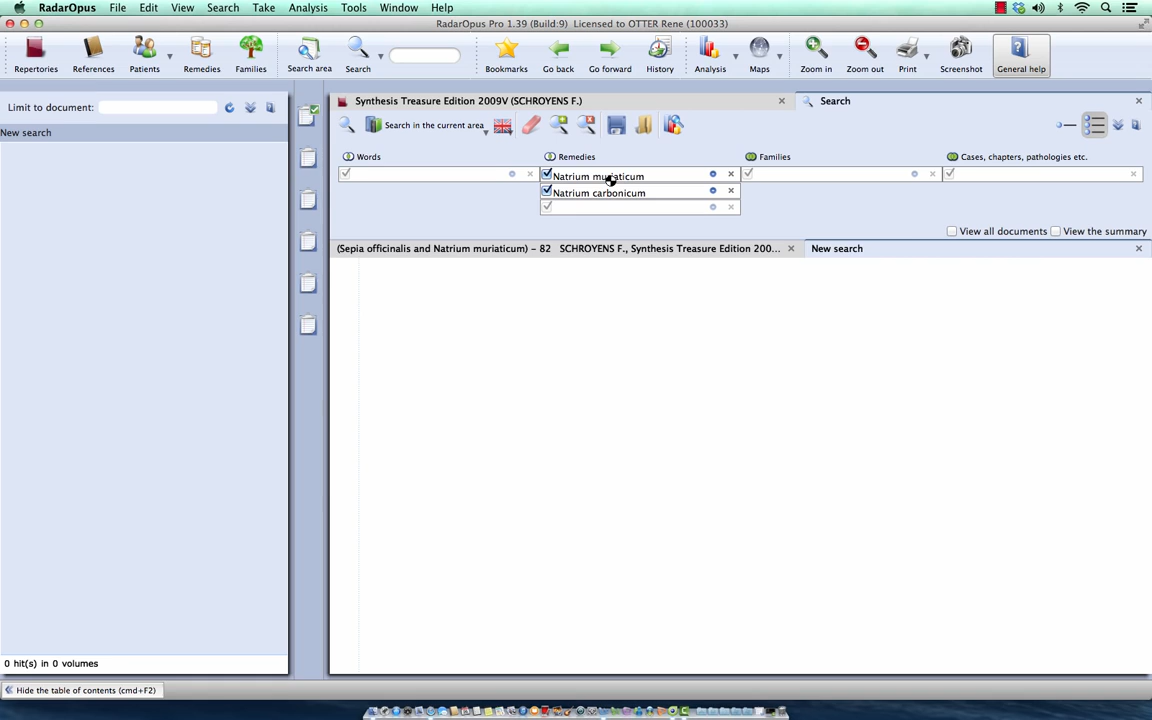 RadarOpus File Edit View Search Take Analysis Tools Window Help
RadarOpus Pro 1.39 (Build:9) Licensed to OTTER Rene (100033)
Repertories References Patients Remedies Families Search area Search Bookmarks Go back Go forward History Analysis Maps Zoom in Zoom out Print Screenshot General help
Limit to document:
New search
Synthesis Treasure Edition 2009V (SCHROYENS F.)
Search
Search in the current area
Words Remedies Families Cases, chapters, pathologies etc.
Natrium muriaticum
Natrium carbonicum
View all documents View the summary
(Sepia officinalis and Natrium muriaticum) – 82 SCHROYENS F., Synthesis Treasure Edition 200...
New search
0 hit(s) in 0 volumes
Hide the table of contents (cmd+F2)